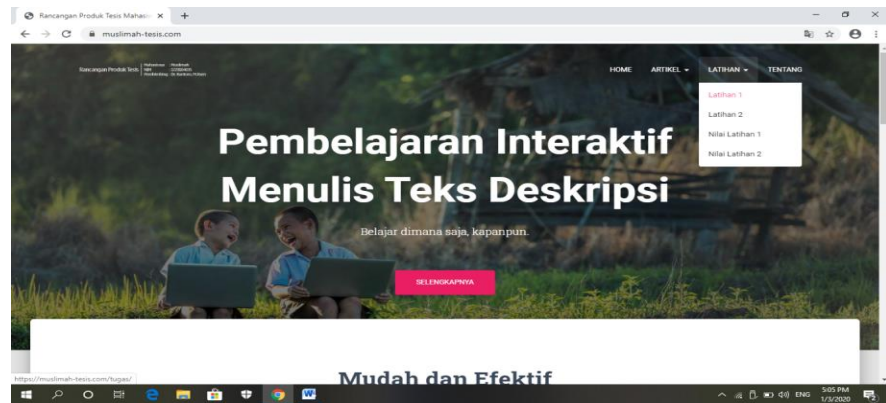 Rancangan Produk Tesis Mahasis
muslimah-tesis.com
Rancangan Produk Tesis
HOME ARTIKEL LATIHAN TENTANG
Latihan 1
Latihan 2
Nilai Latihan 1
Nilai Latihan 2
Pembelajaran Interaktif
Menulis Teks Deskripsi
Belajar dimana saja, kapanpun.
SELENGKAPNYA
Mudah dan Efektif
https://muslimah-tesis.com/tugas/
ENG
5:05 PM
1/3/2020